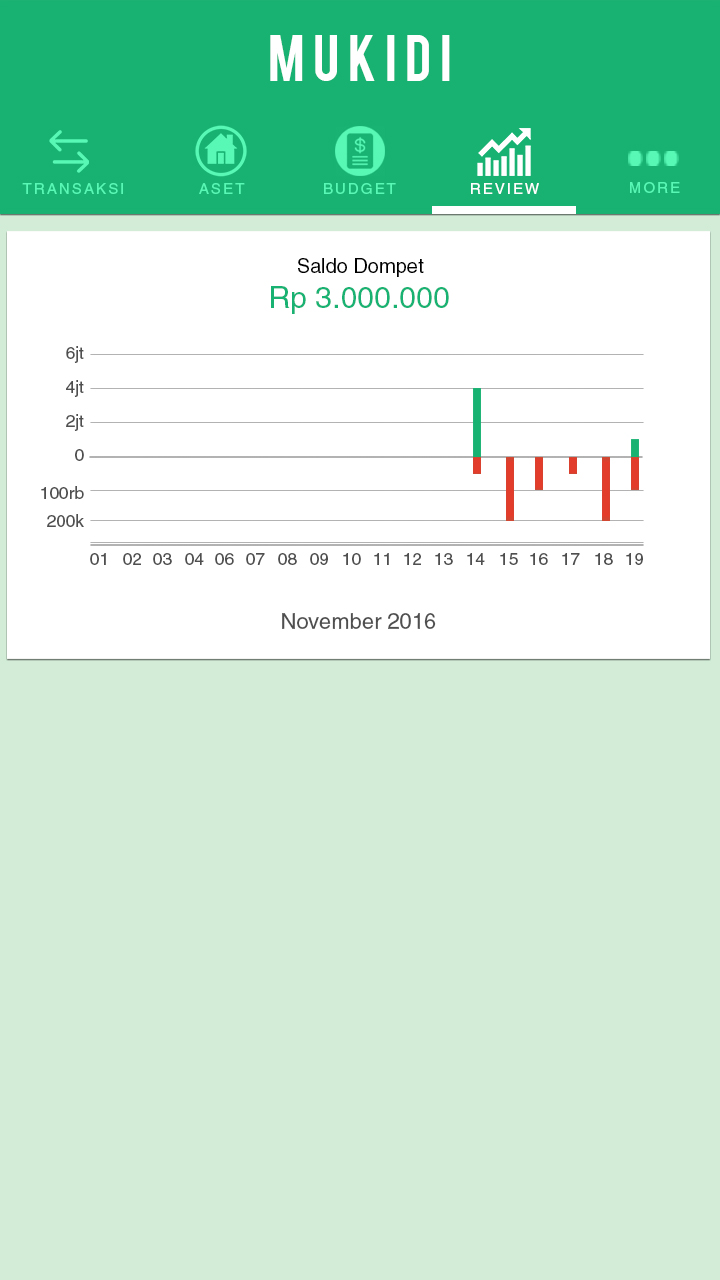 MUKIDI
TRANSAKSI ASET BUDGET REVIEW MORE
Saldo Dompet
Rp 3.000.000
6jt
4jt
2jt
0
100rb
200k
01 02 03 04 06 07 08 09 10 11 12 13 14 15 16 17 18 19
November 2016